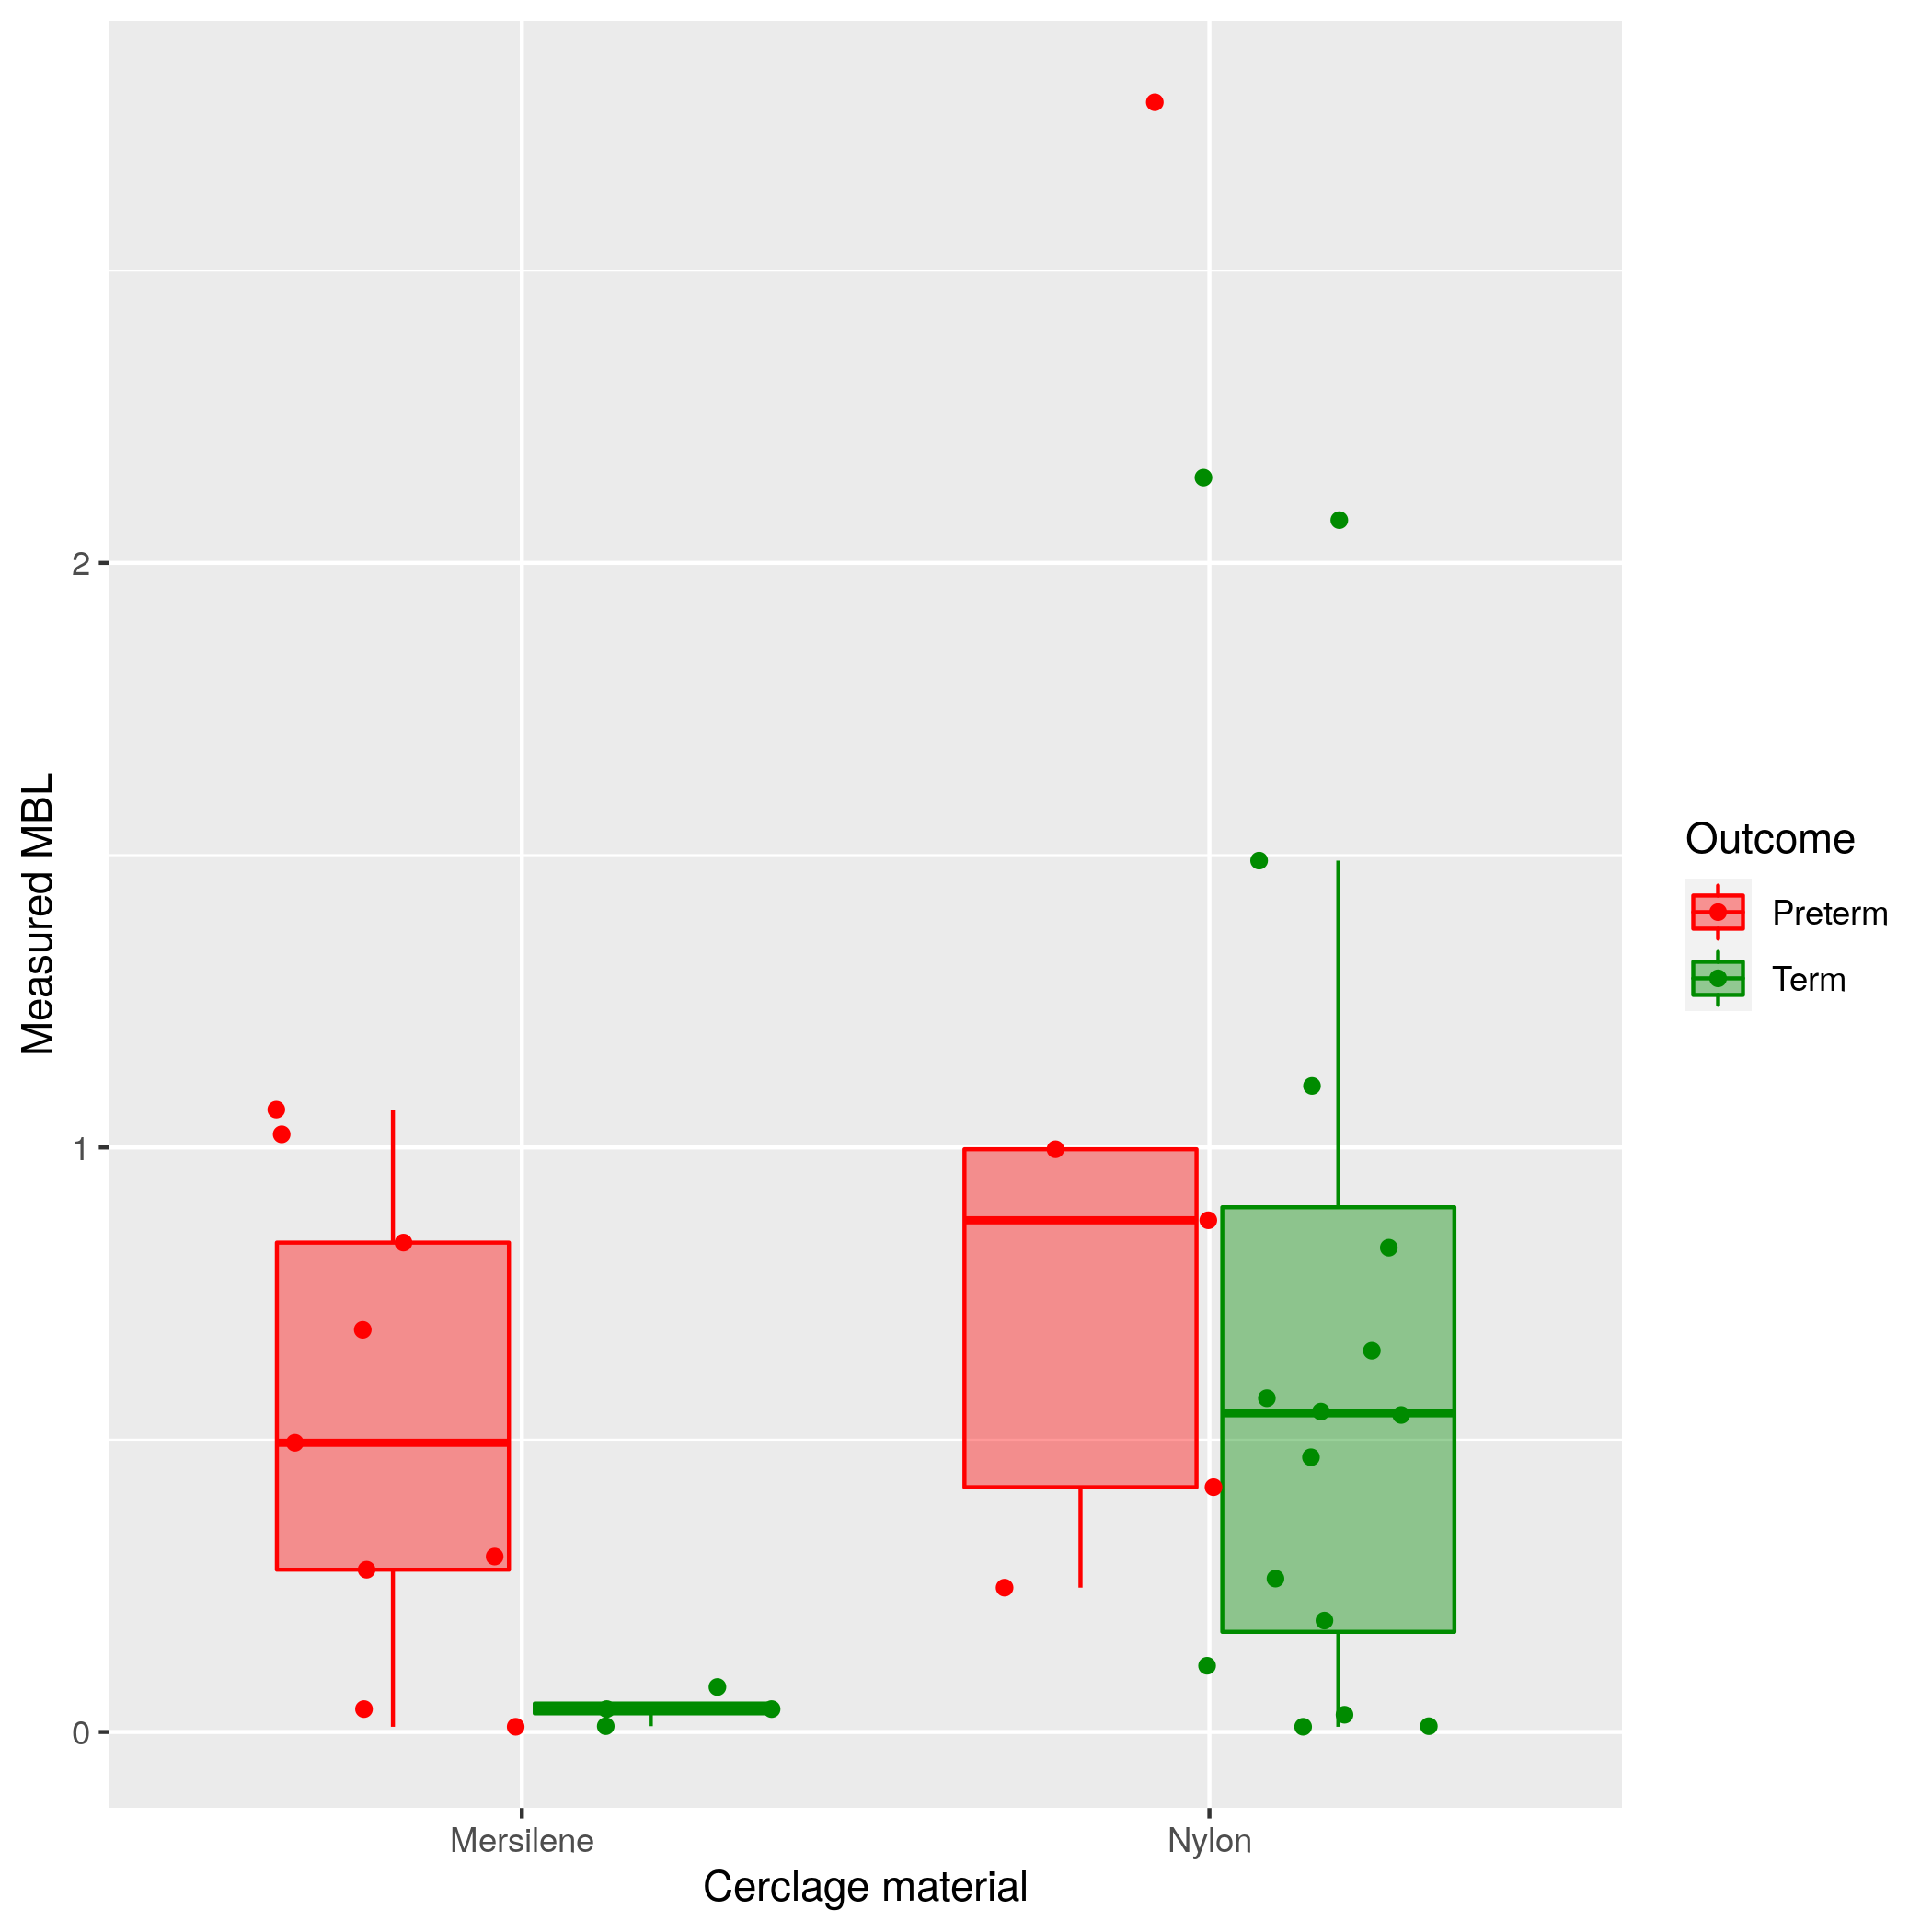 Measured MBL
2
1
0
Mersilene
Nylon
Cerclage material
Outcome
Preterm
Term